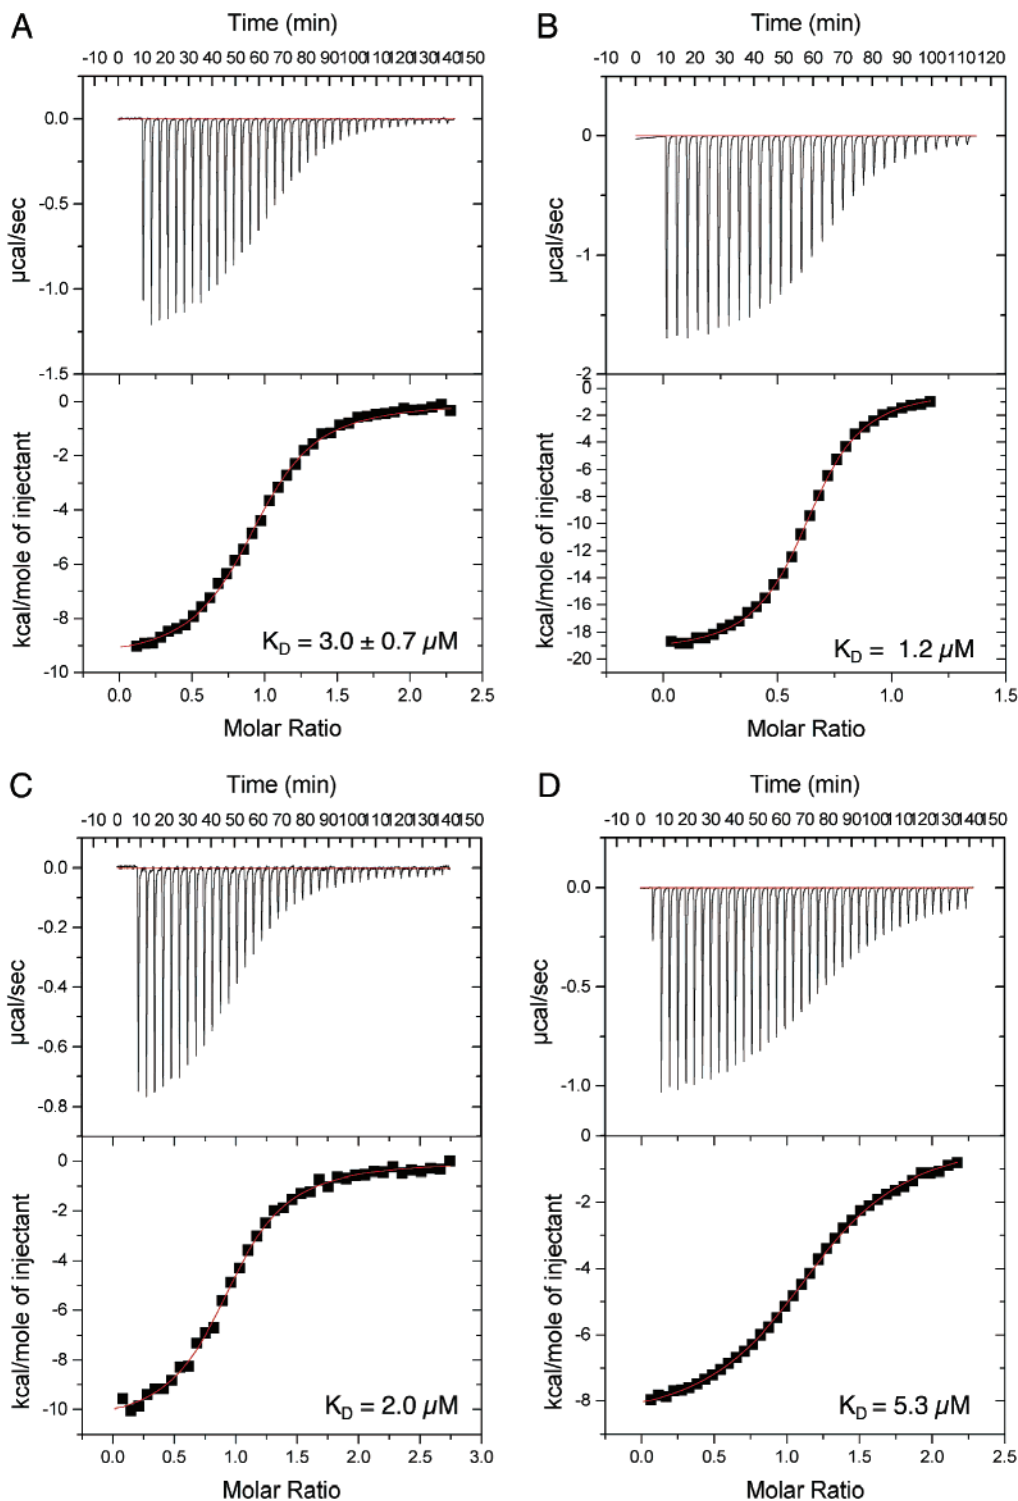 A
Time (min)
-10 0 10 20 30 40 50 60 70 80 90 100 110 120 130 140 150
0.0
-0.5
-1.0
-1.5
µcal/sec
0
-2
-4
-6
-8
-10
kcal/mole of injectant
K_D = 3.0 ± 0.7 µM
0.0 0.5 1.0 1.5 2.0 2.5
Molar Ratio
B
Time (min)
-10 0 10 20 30 40 50 60 70 80 90 100 110 120
0
-1
-2
µcal/sec
0
-2
-4
-6
-8
-10
-12
-14
-16
-18
-20
kcal/mole of injectant
K_D = 1.2 µM
0.0 0.5 1.0 1.5
Molar Ratio
C
Time (min)
-10 0 10 20 30 40 50 60 70 80 90 100 110 120 130 140 150
0.0
-0.2
-0.4
-0.6
-0.8
µcal/sec
0
-2
-4
-6
-8
-10
kcal/mole of injectant
K_D = 2.0 µM
0.0 0.5 1.0 1.5 2.0 2.5 3.0
Molar Ratio
D
Time (min)
-10 0 10 20 30 40 50 60 70 80 90 100 110 120 130 140 150
0.0
-0.5
-1.0
µcal/sec
0
-2
-4
-6
-8
kcal/mole of injectant
K_D = 5.3 µM
0.0 0.5 1.0 1.5 2.0 2.5
Molar Ratio